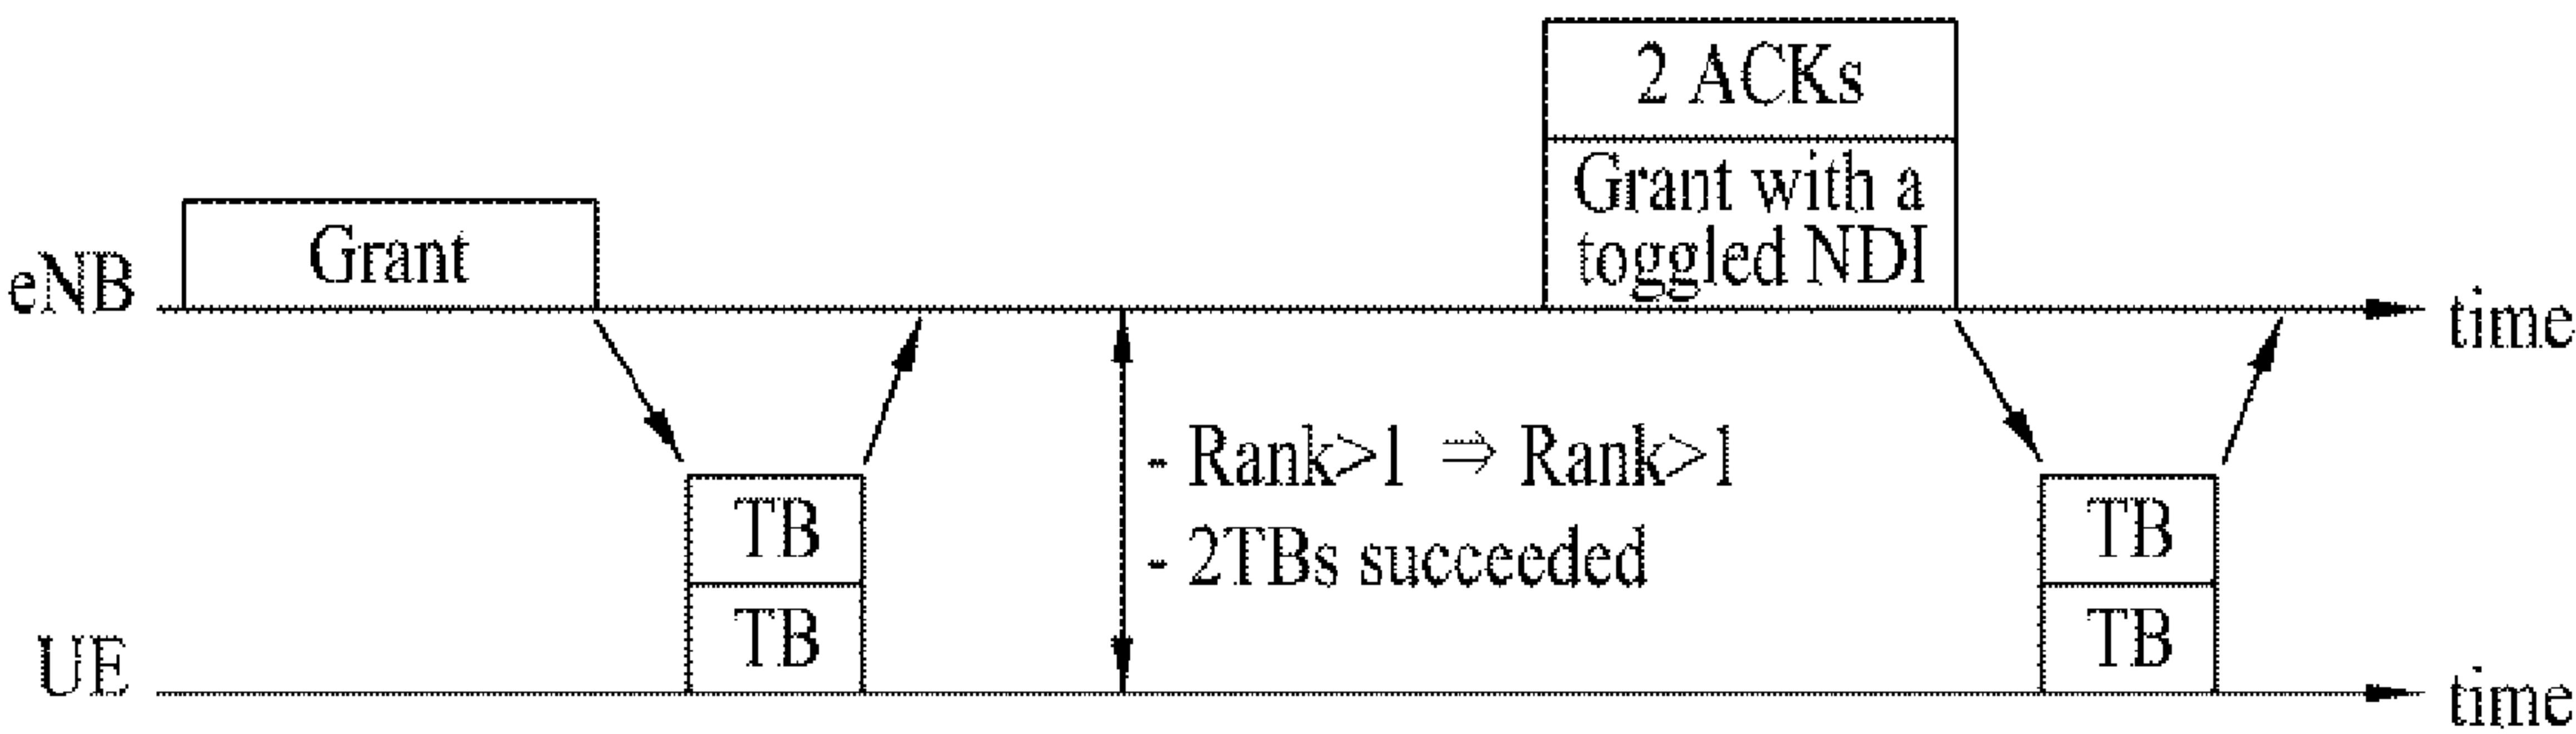 2 ACKs
Grant with a
toggled NDI
Grant
eNB
time
- Rank>1 ⇒ Rank>1
- 2TBs succeeded
TB
TB
TB
TB
UE
time